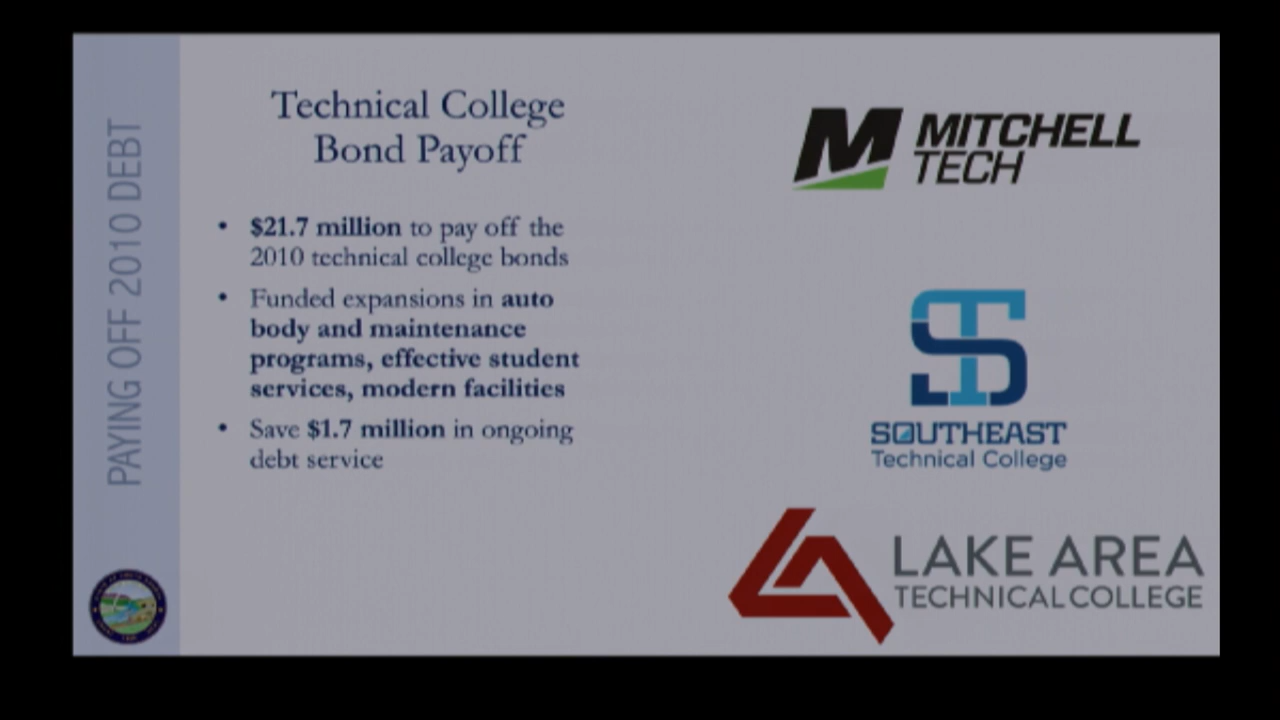 PAYING OFF 2010 DEBT
Technical College
Bond Payoff
• $21.7 million to pay off the
2010 technical college bonds
• Funded expansions in auto
body and maintenance
programs, effective student
services, modern facilities
• Save $1.7 million in ongoing
debt service
M MITCHELL
TECH
STI
SOUTHEAST
Technical College
LA LAKE AREA
TECHNICAL COLLEGE